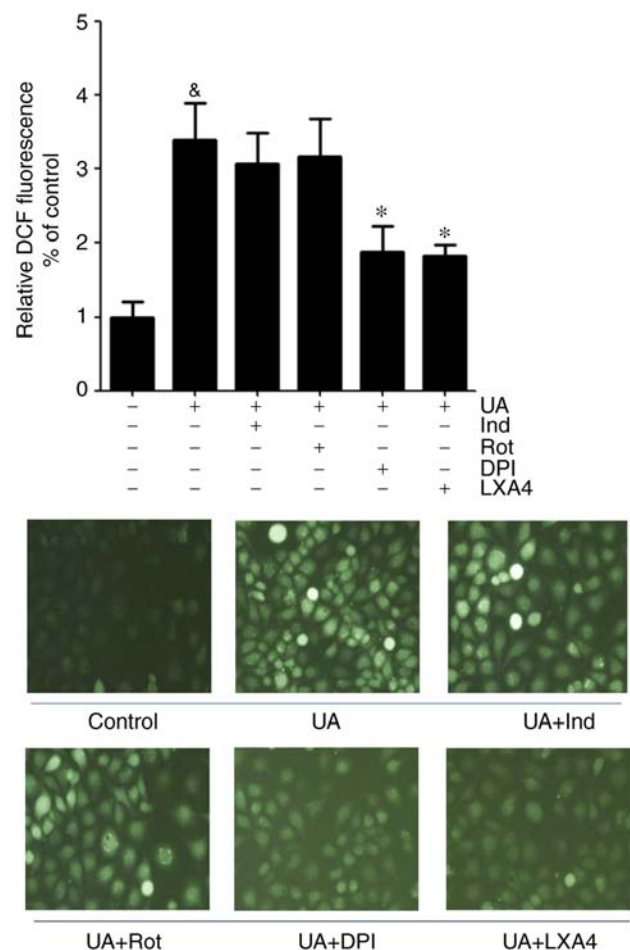 Relative DCF fluorescence
% of control
5
4
3
2
1
0
&
*
*
– + + + + + UA
– – + – – – Ind
– – – + – – Rot
– – – – + – DPI
– – – – – + LXA4
Control UA UA+Ind
UA+Rot UA+DPI UA+LXA4